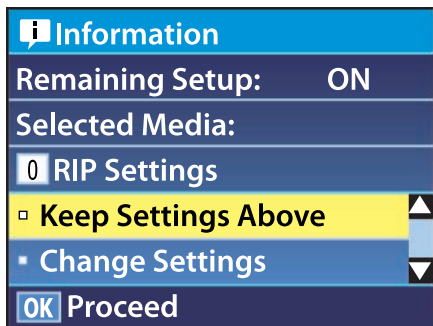 Information
Remaining Setup: ON
Selected Media:
0 RIP Settings
Keep Settings Above
Change Settings
OK Proceed